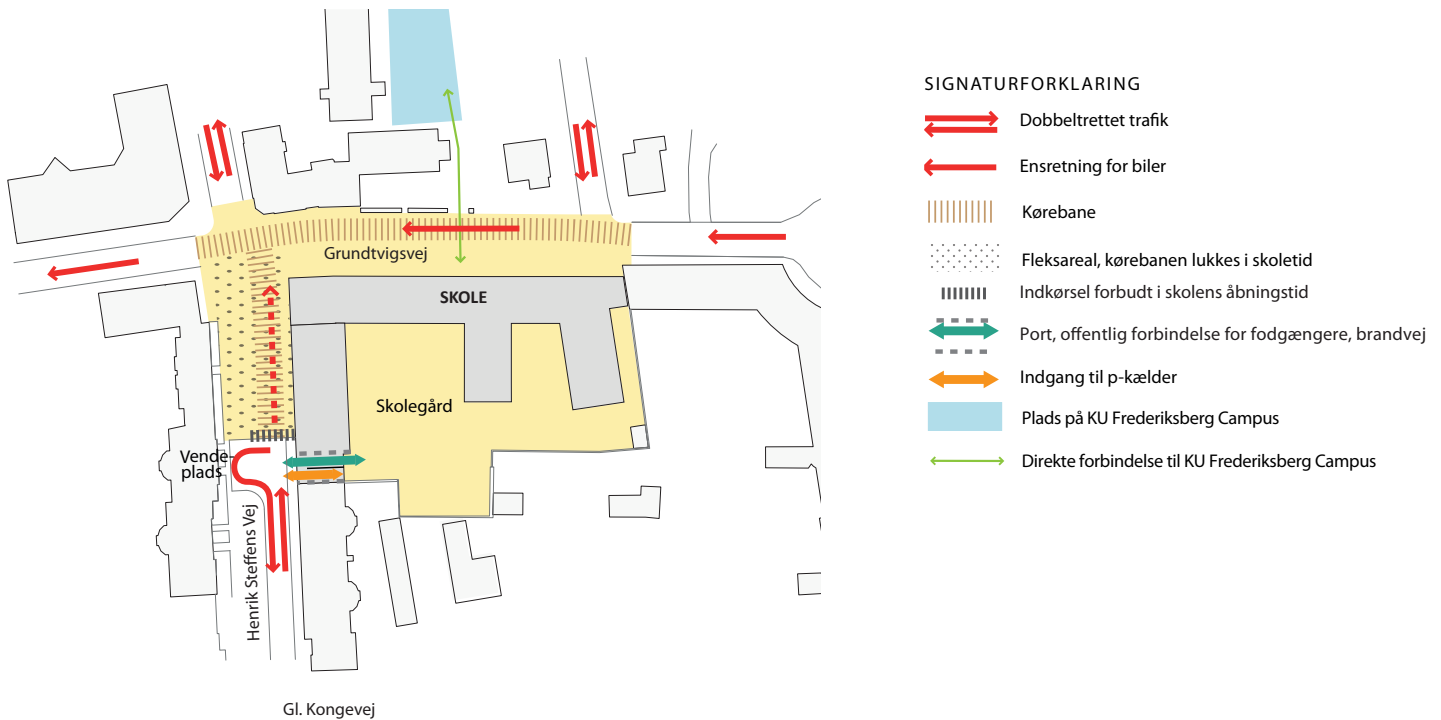 Grundtvigsvej
SKOLE
Skolegård
Vende-
plads
Henrik Steffens Vej
Gl. Kongevej
SIGNATURFORKLARING
Dobbeltrettet trafik
Ensretning for biler
Kørebane
Fleksareal, kørebanen lukkes i skoletid
Indkørsel forbudt i skolens åbningstid
Port, offentlig forbindelse for fodgængere, brandvej
Indgang til p-kælder
Plads på KU Frederiksberg Campus
Direkte forbindelse til KU Frederiksberg Campus